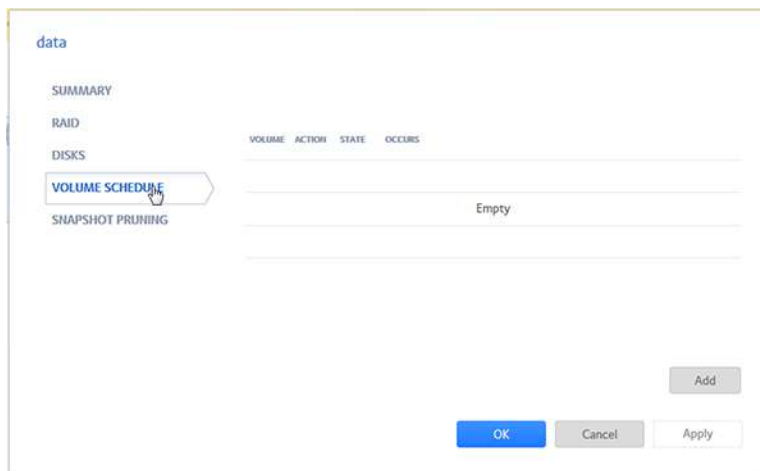 data
SUMMARY
RAID
DISKS
VOLUME SCHEDULE
SNAPSHOT PRUNING
VOLUME ACTION STATE OCCURS
Empty
Add
OK Cancel Apply